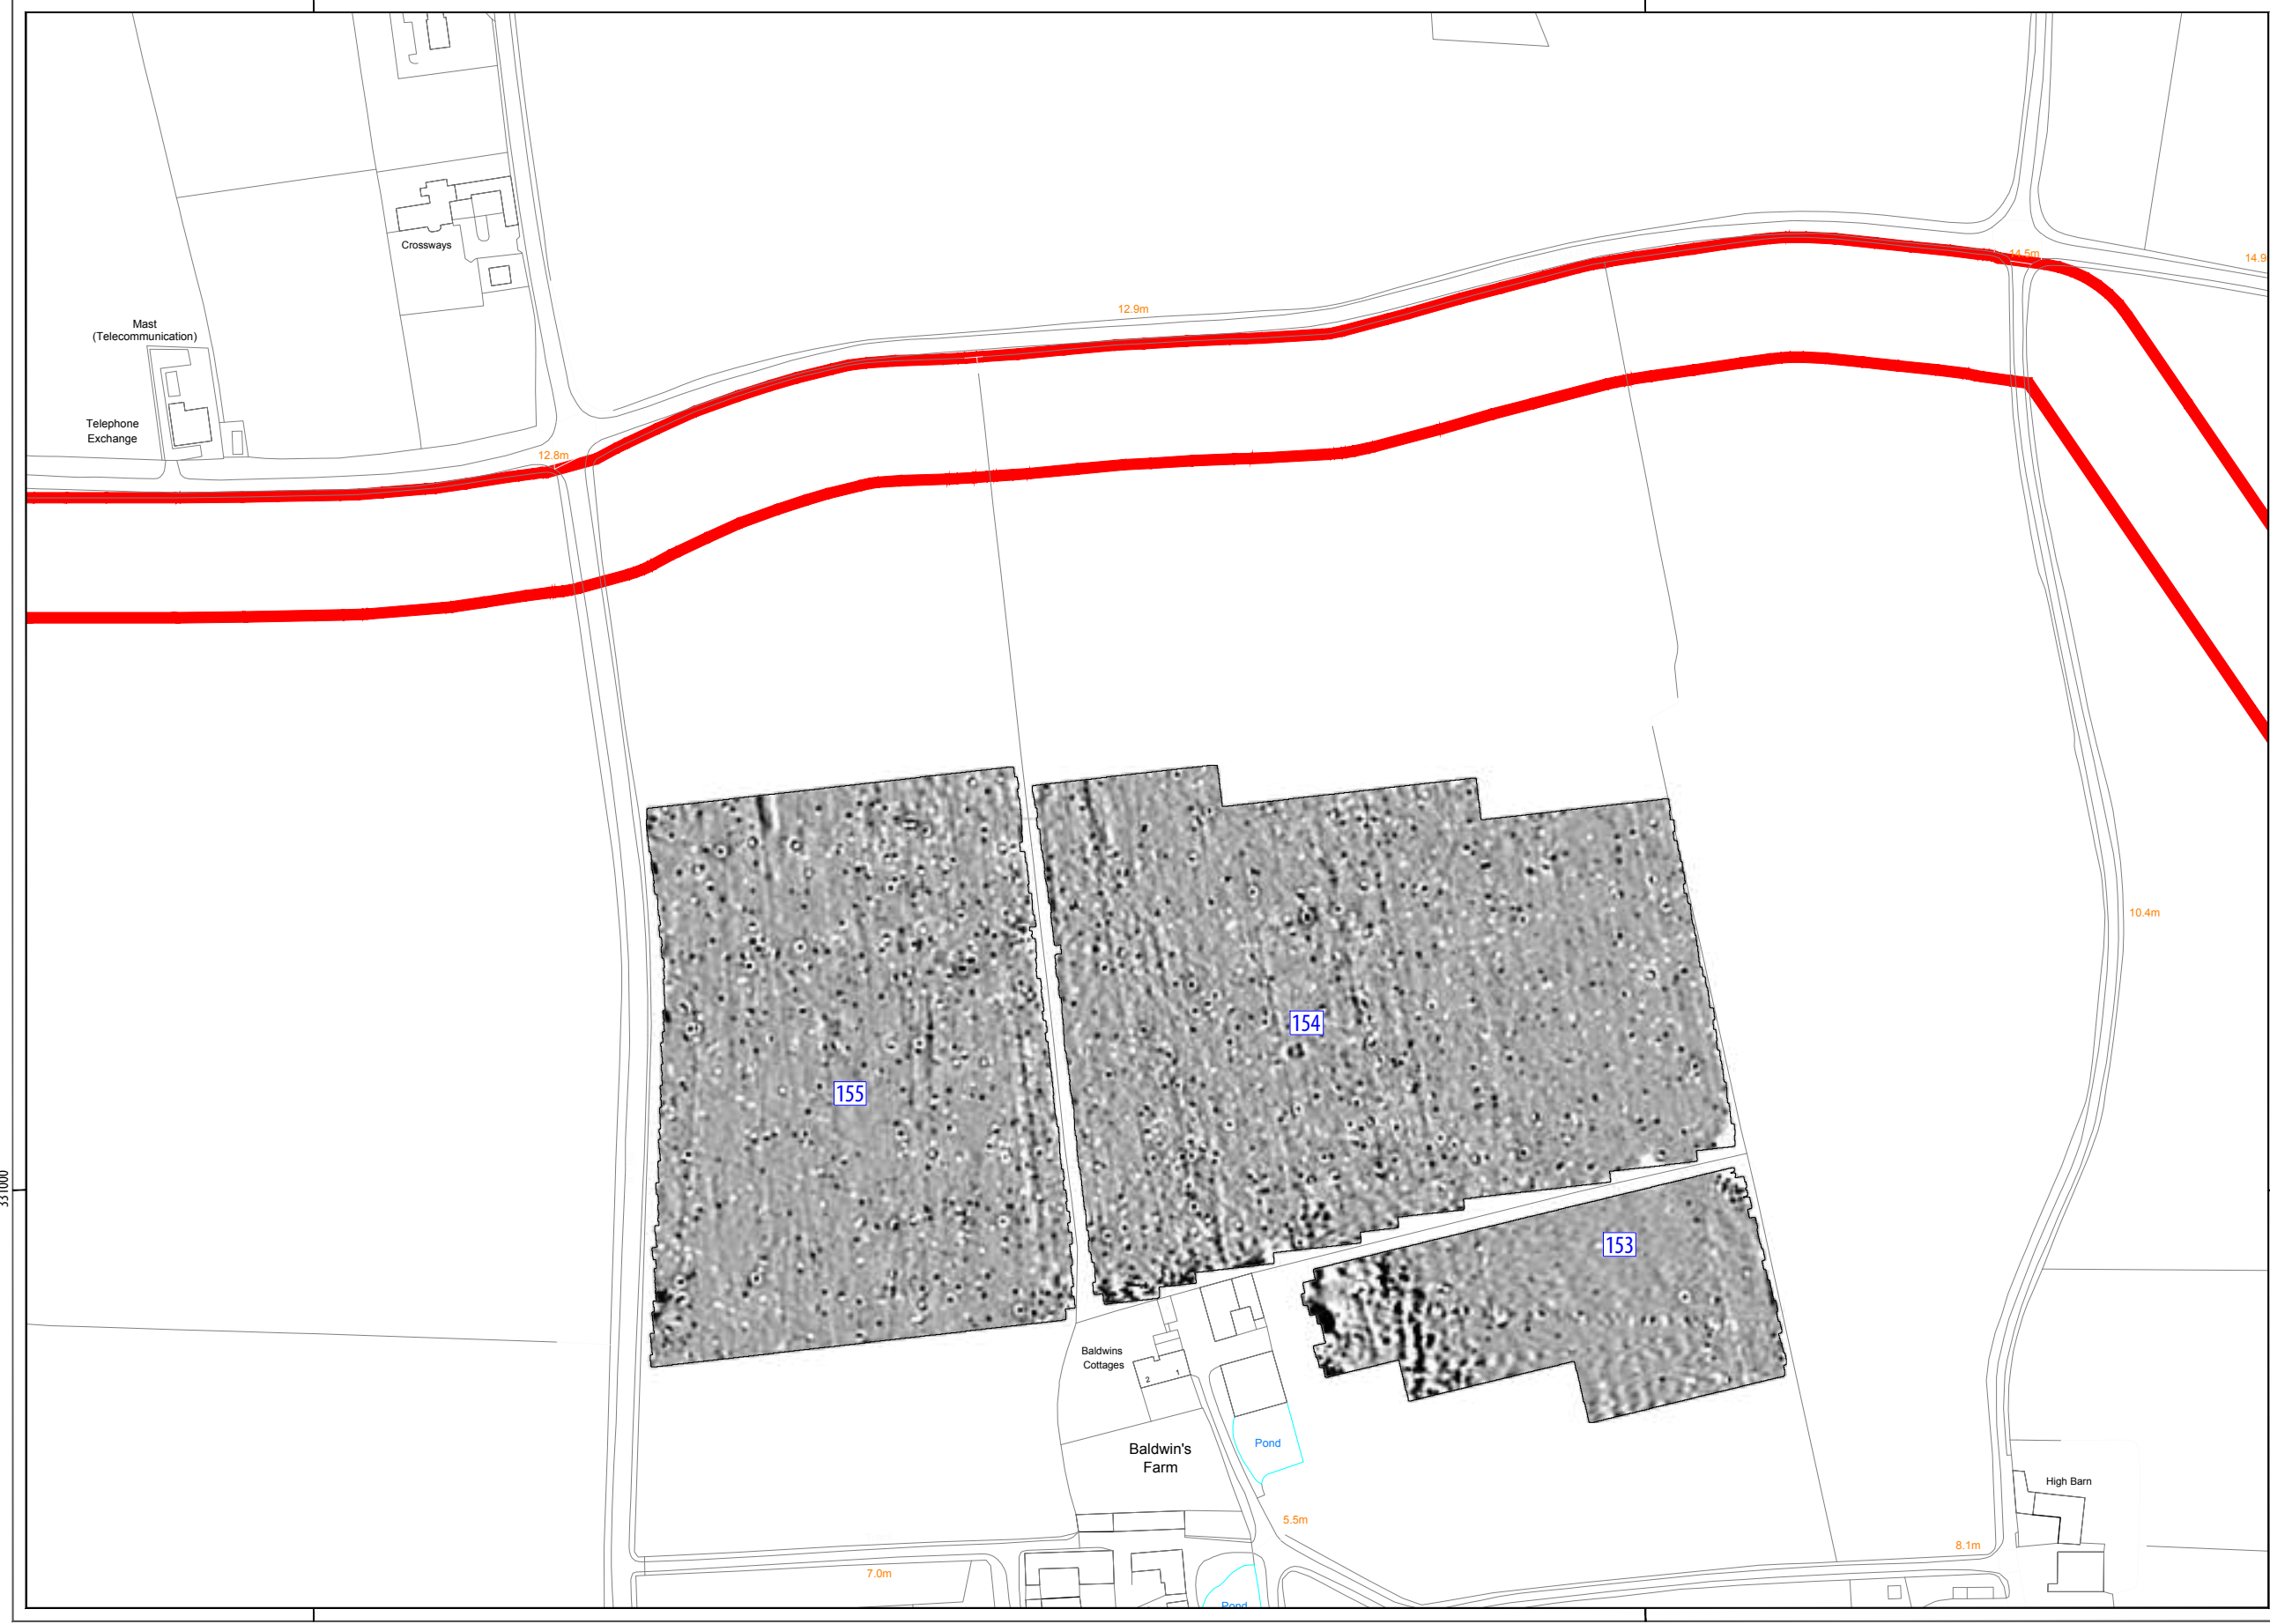 Crossways
14.5m
14.9
12.9m
Mast
(Telecommunication)
Telephone
Exchange
12.8m
10.4m
154
155
331000
153
Baldwins
Cottages
2
1
Baldwin's
Farm
Pond
High Barn
5.5m
8.1m
7.0m
Pond